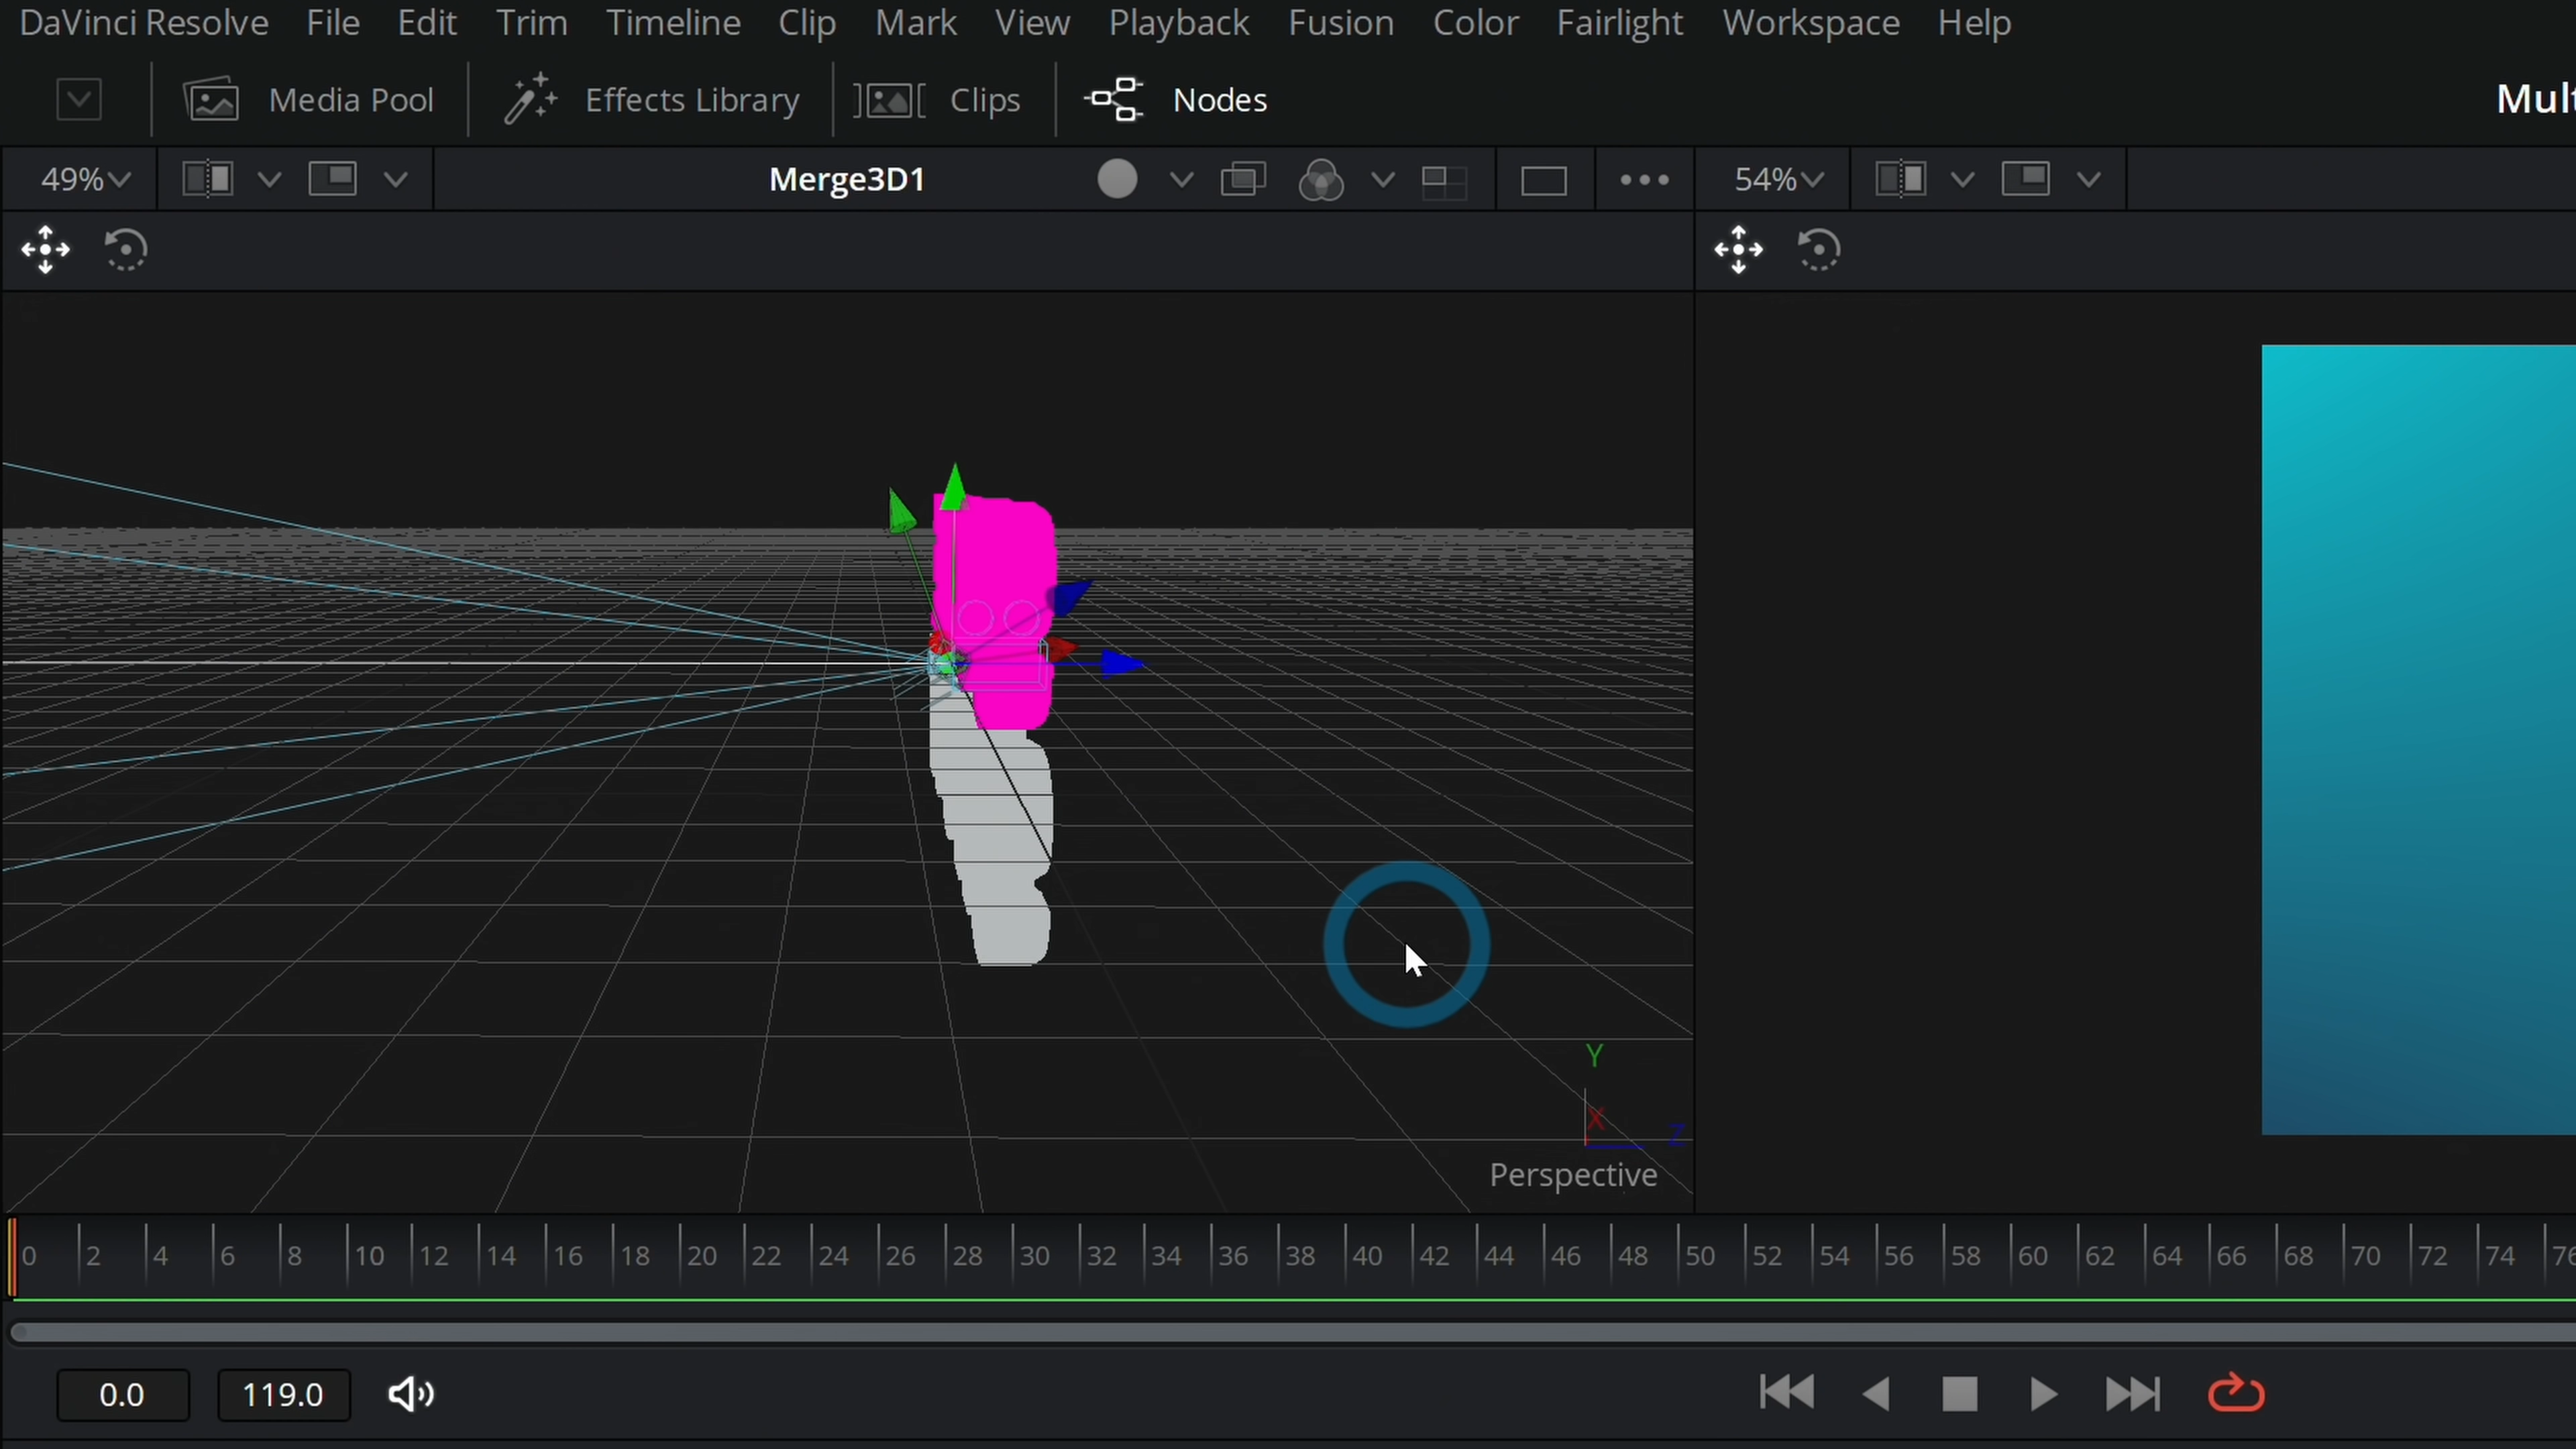 DaVinci Resolve File Edit Trim Timeline Clip Mark View Playback Fusion Color Fairlight Workspace Help
Media Pool Effects Library Clips Nodes
49% Merge3D1 54%
Y
X
Z
Perspective
0 2 4 6 8 10 12 14 16 18 20 22 24 26 28 30 32 34 36 38 40 42 44 46 48 50 52 54 56 58 60 62 64 66 68 70 72 74 76
0.0 119.0